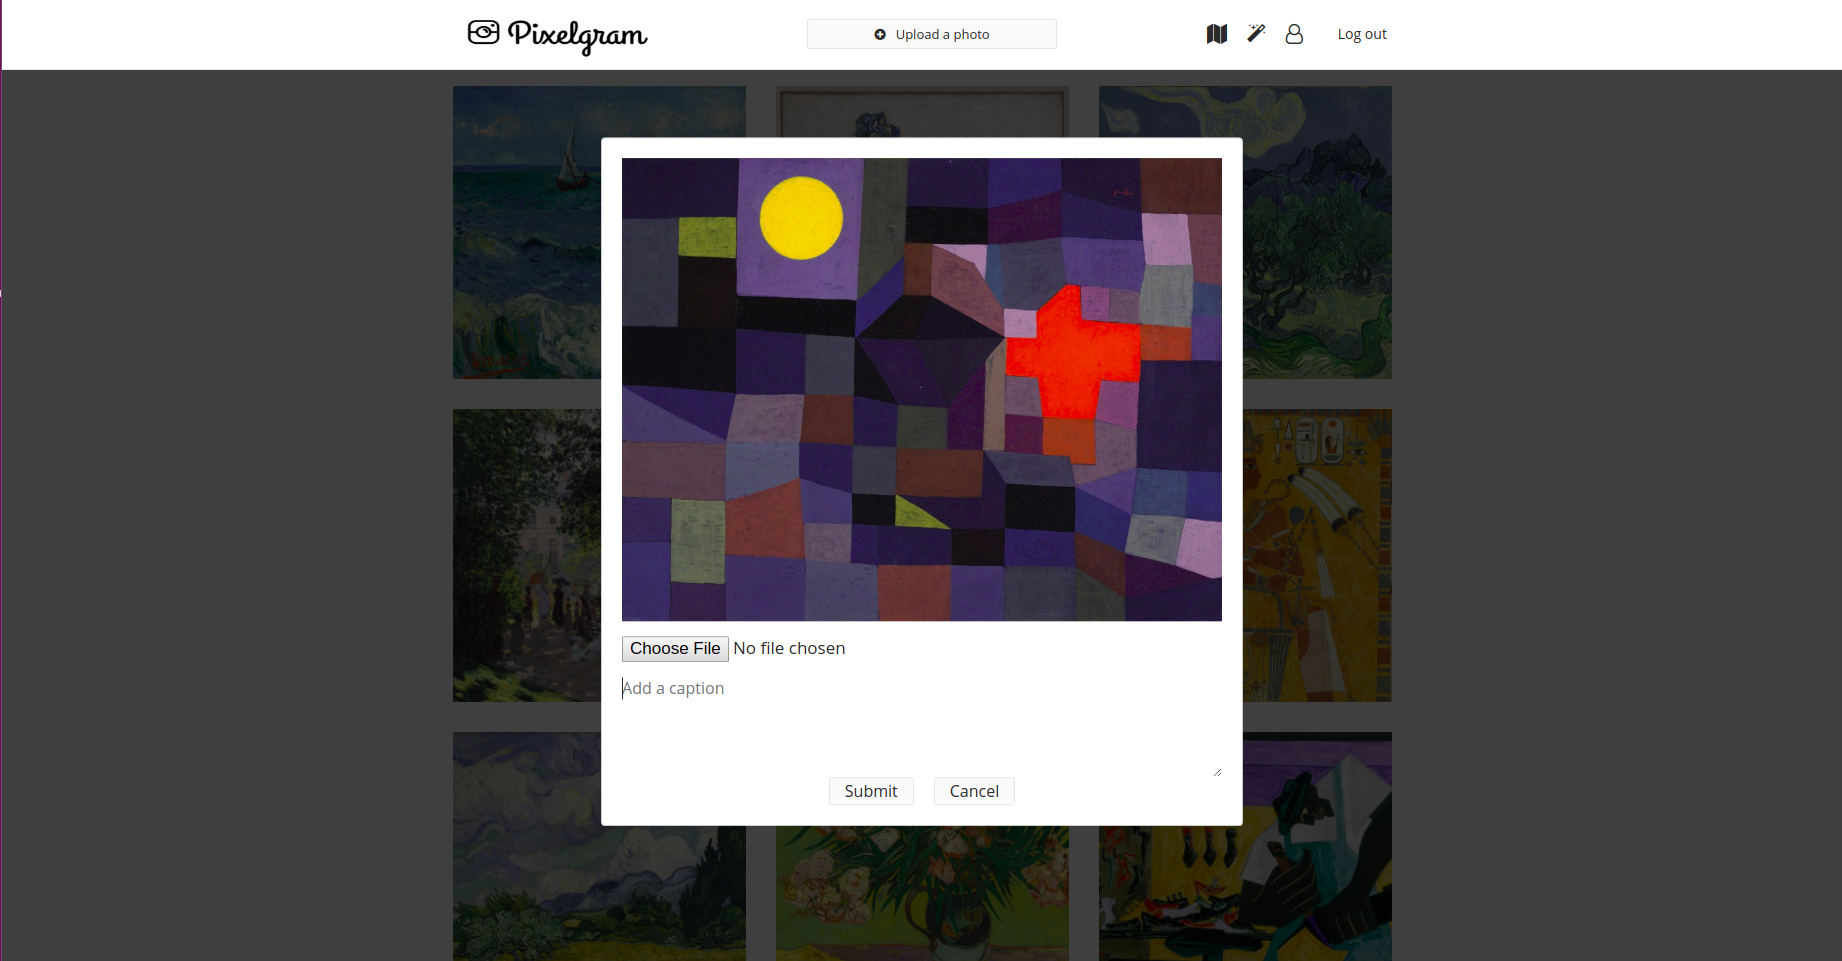 Pixelgram
Upload a photo
Log out
Choose File No file chosen
Add a caption
Submit Cancel